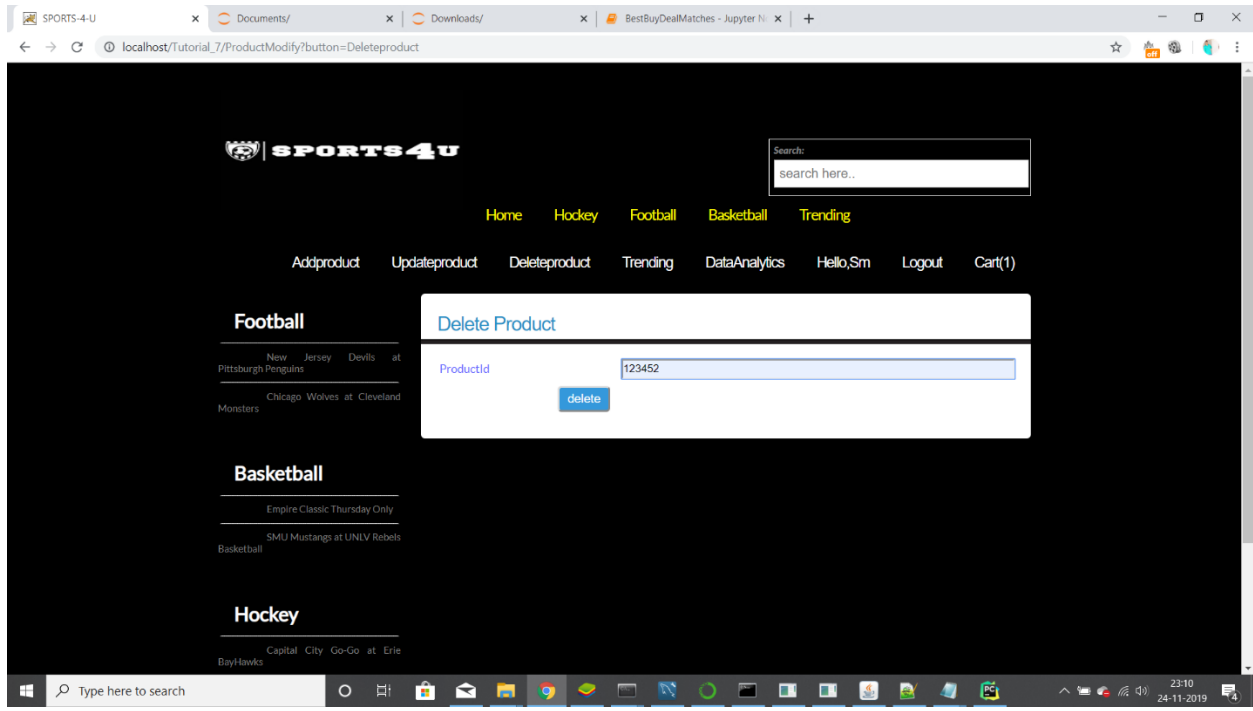 SPORTS-4-U
Documents/
Downloads/
BestBuyDealMatches - Jupyter N
localhost/Tutorial_7/ProductModify?button=Deleteproduct
off
SPORTS4U
Search:
search here..
Home Hockey Football Basketball Trending
Addproduct Updateproduct Deleteproduct Trending DataAnalytics Hello,Sm Logout Cart(1)
Football
New Jersey Devils at
Pittsburgh Penguins
Chicago Wolves at Cleveland
Monsters
Basketball
Empire Classic Thursday Only
SMU Mustangs at UNLV Rebels
Basketball
Hockey
Capital City Go-Go at Erie
BayHawks
Delete Product
ProductId
123452
delete
Type here to search
PC
23:10
24-11-2019
4